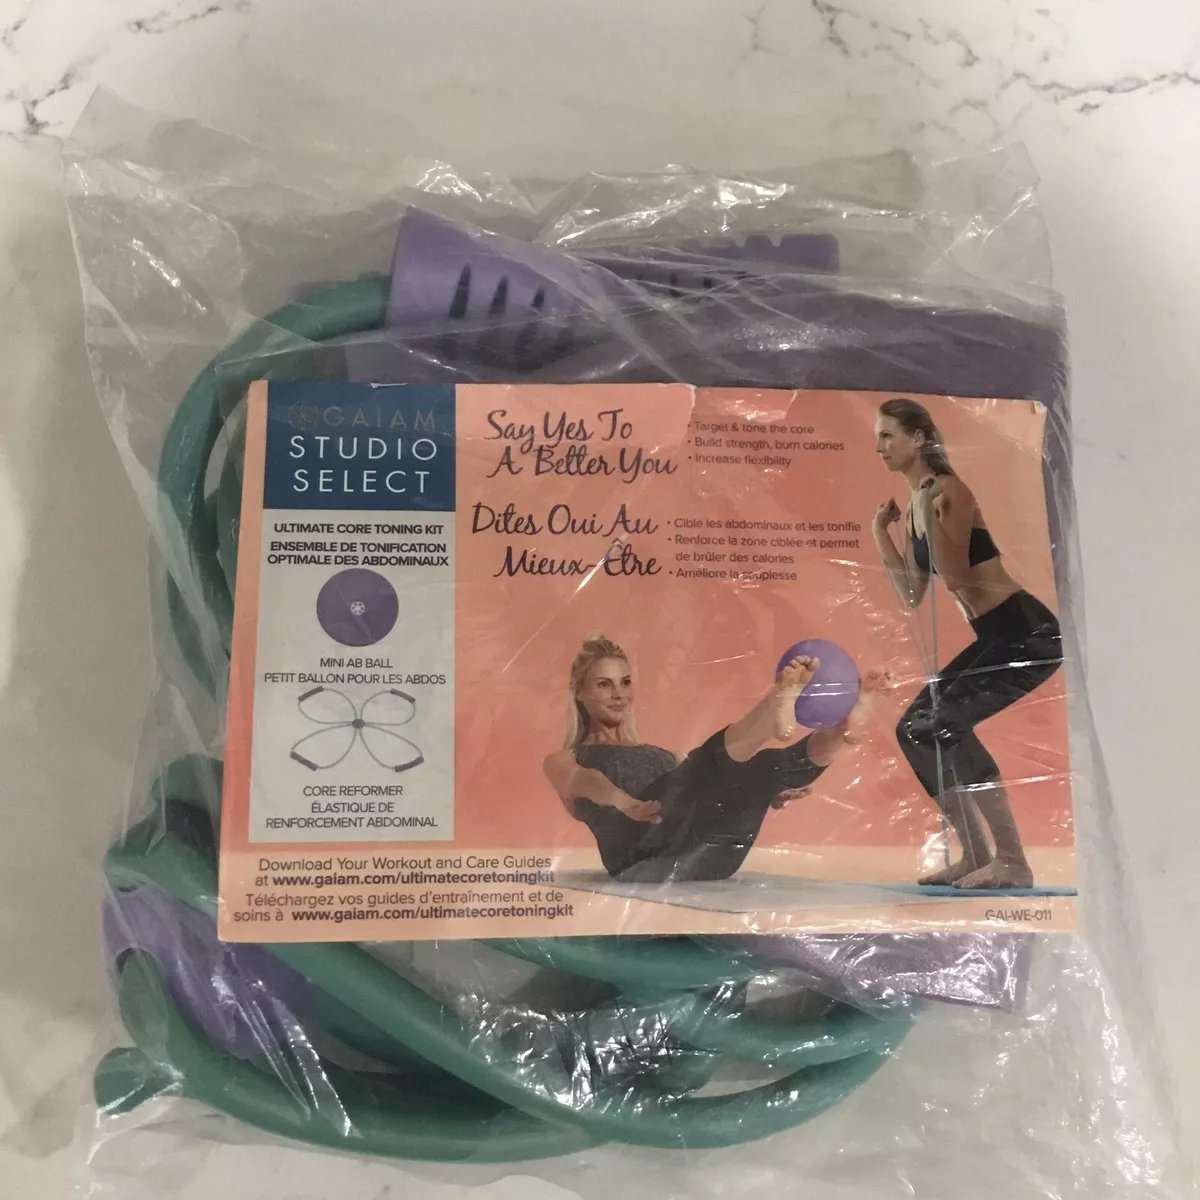 GAIAM
STUDIO
SELECT
ULTIMATE CORE TONING KIT
ENSEMBLE DE TONIFICATION
OPTIMALE DES ABDOMINAUX
MINI AB BALL
PETIT BALLON POUR LES ABDOS
CORE REFORMER
ÉLASTIQUE DE
RENFORCEMENT ABDOMINAL
Say Yes To
A Better You
• Target & tone the core
• Build strength, burn calories
• Increase flexibility
Dites Oui Au
Mieux-Être
• Cible les abdominaux et les tonifie
• Renforce la zone ciblée et permet
de brûler des calories
• Améliore la souplesse
Download Your Workout and Care Guides
at www.gaiam.com/ultimatecoretoningkit
Téléchargez vos guides d'entraînement et de
soins à www.gaiam.com/ultimatecoretoningkit
GAI-WE-011